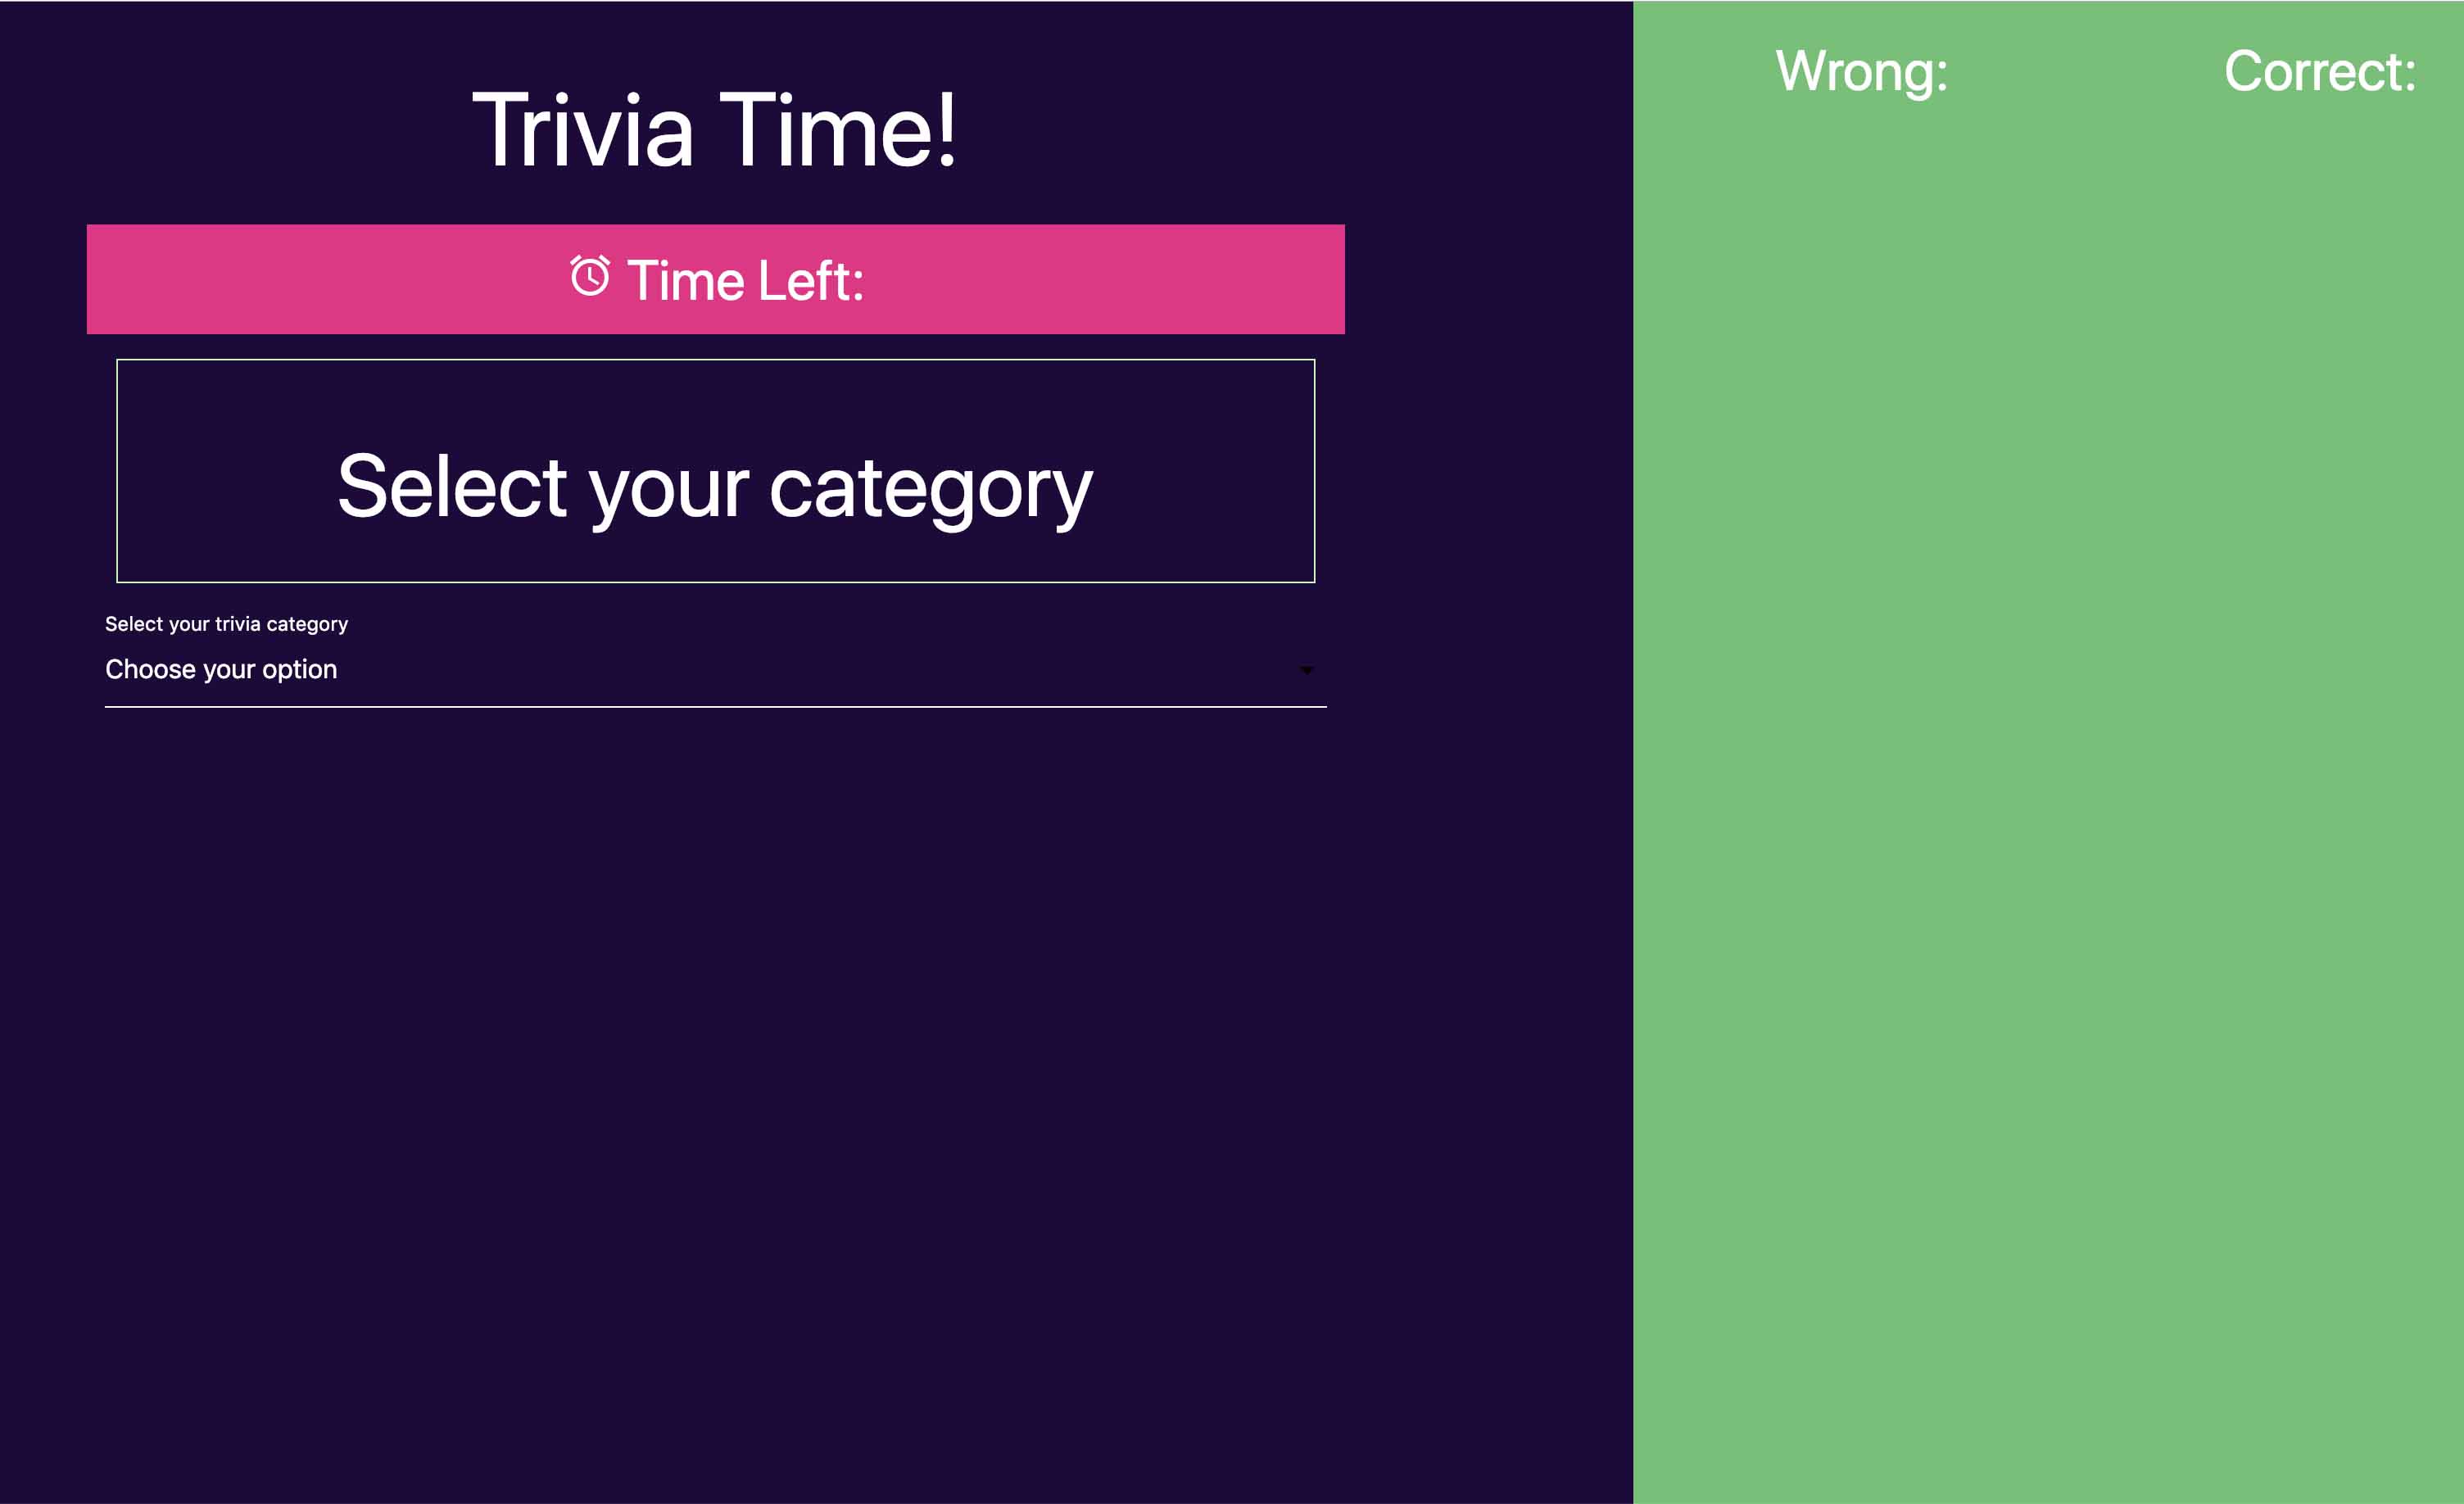 Trivia Time!
Time Left:
Select your category
Select your trivia category
Choose your option
Wrong:
Correct: